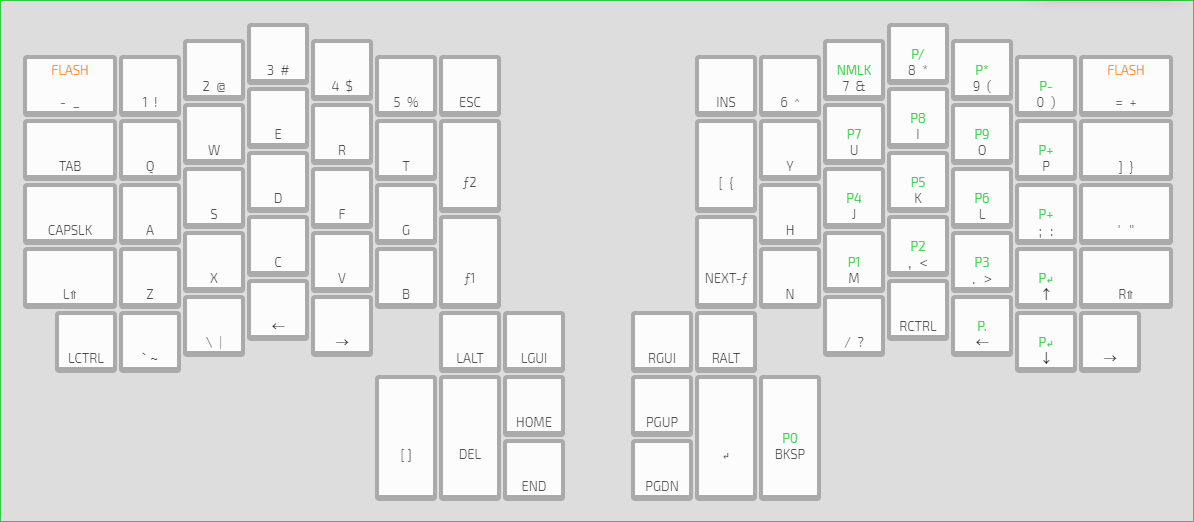 FLASH
- _
1 !
2 @
3 #
4 $
5 %
ESC
INS
6 ^
NMLK
7 &
P/
8 *
P*
9 (
P-
0 )
FLASH
= +
TAB
Q
W
E
R
T
ƒ2
[ {
Y
P7
U
P8
I
P9
O
P+
P
] }
CAPSLK
A
S
D
F
G
H
P4
J
P5
K
P6
L
P+
; :
' "
L⇑
Z
X
C
V
B
ƒ1
NEXT-ƒ
N
P1
M
P2
, <
P3
. >
P↵
↑
R⇑
LCTRL
` ~
\ |
←
→
LALT
LGUI
RGUI
RALT
/ ?
RCTRL
P.
←
P↵
↓
→
[ ]
DEL
HOME
END
PGUP
PGDN
↵
P0
BKSP